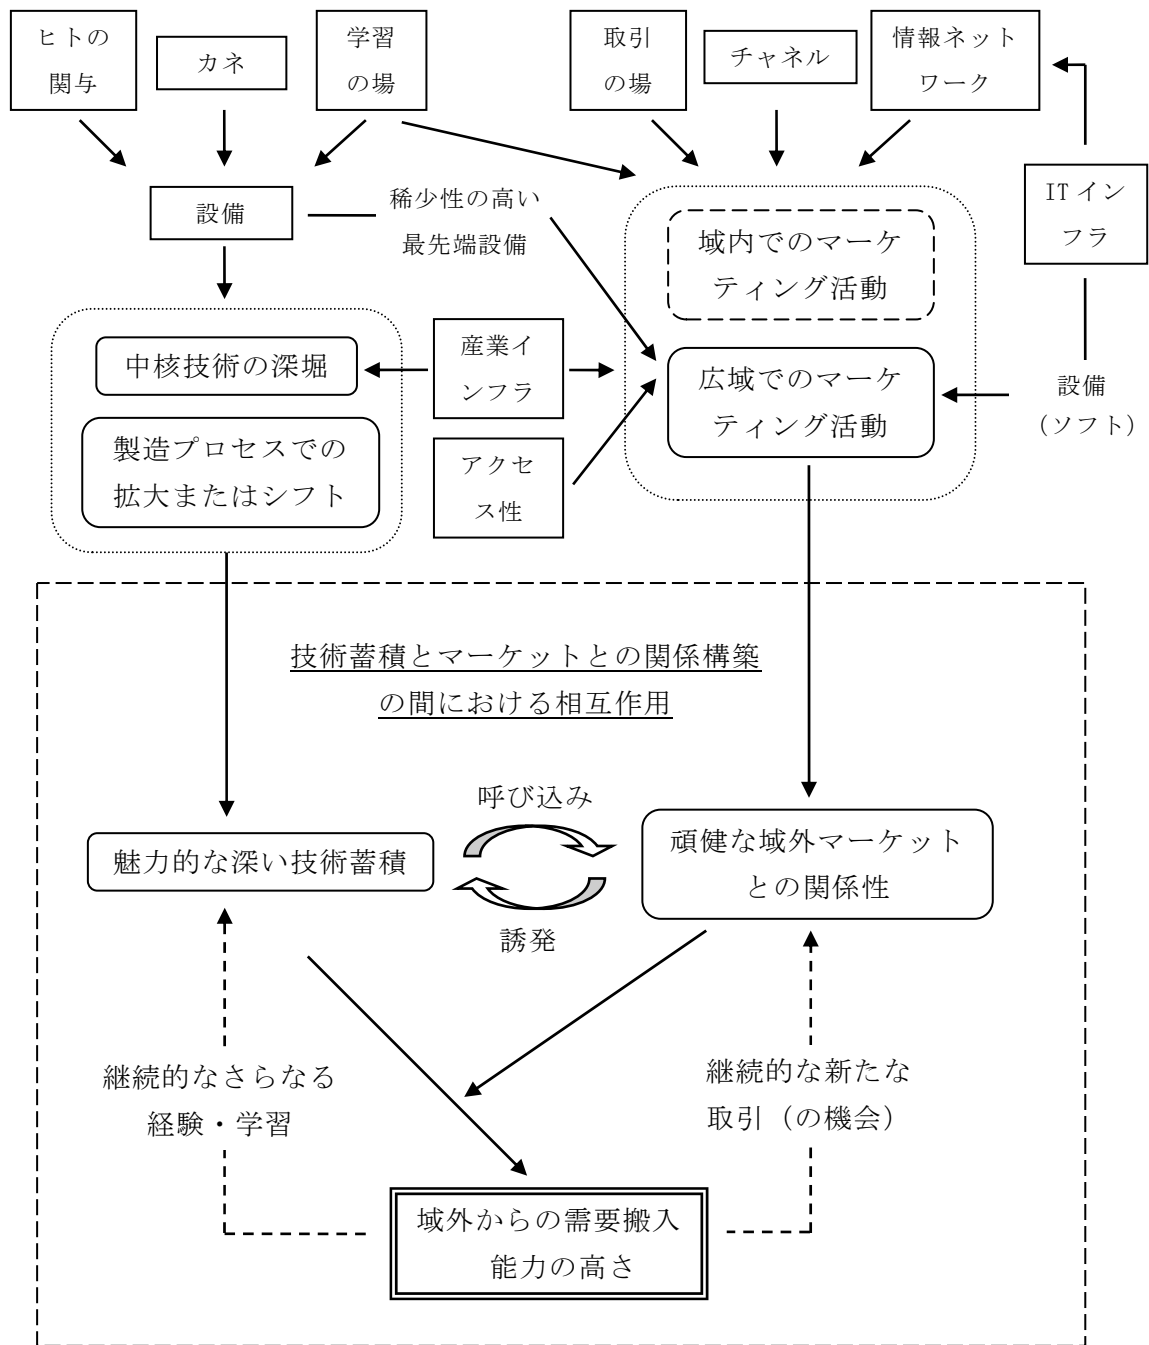 ヒトの
関与
カネ
学習
の場
取引
の場
チャネル
情報ネット
ワーク
設備
稀少性の高い
最先端設備
ITイン
フラ
域内でのマーケ
ティング活動
中核技術の深堀
産業イ
ンフラ
広域でのマーケ
ティング活動
設備
（ソフト）
製造プロセスでの
拡大またはシフト
アクセ
ス性
技術蓄積とマーケットとの関係構築
の間における相互作用
呼び込み
魅力的な深い技術蓄積
頑健な域外マーケット
との関係性
誘発
継続的なさらなる
経験・学習
継続的な新たな
取引（の機会）
域外からの需要搬入
能力の高さ